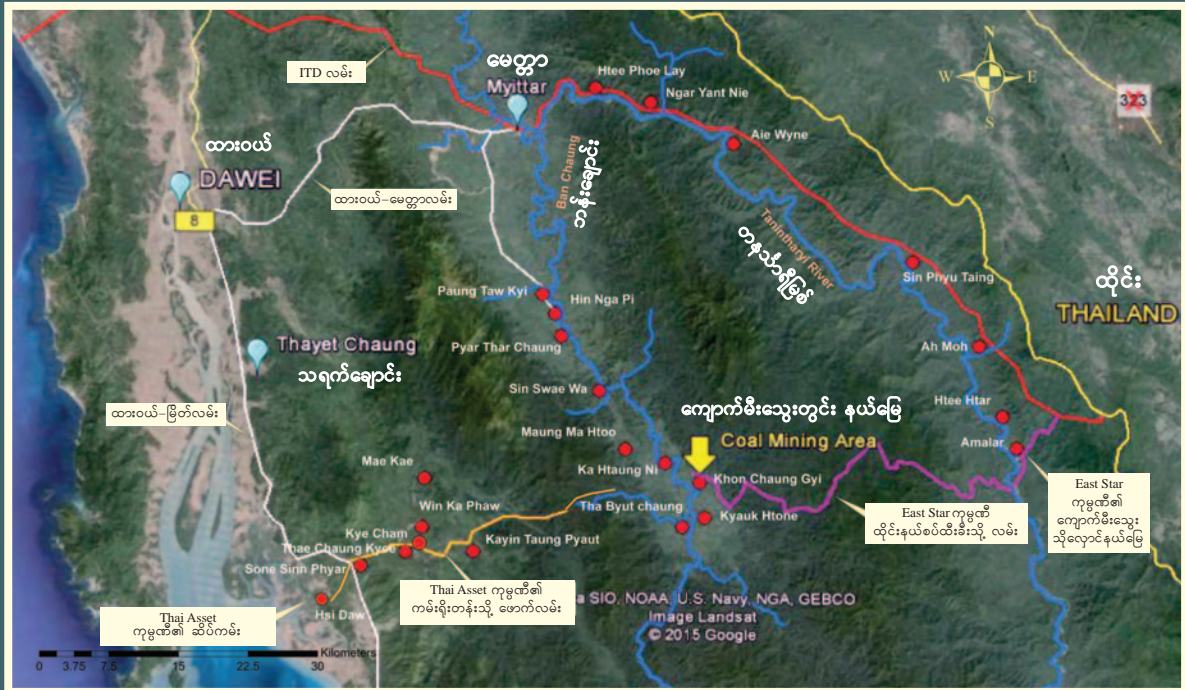 ITD လမ်း
မေတ္တာ
Myittar
Htee Phoe Lay
Ngar Yant Nie
N
W
E
S
323
ထားဝယ်
DAWEI
8
ထားဝယ်-မေတ္တာလမ်း
Ban Chaung
ဘန်းချောင်း
Aie Wyne
Tanintharyi River
တနင်္သာရီမြစ်
Sin Phyu Taing
ထိုင်း
THAILAND
Paung Taw Kyi
Hin Nga Pi
Pyar Thar Chaung
Ah Moh
Thayet Chaung
သရက်ချောင်း
Sin Swae Wa
Htee Htar
ထားဝယ်-မြိတ်လမ်း
ကျောက်မီးသွေးတွင်း နယ်မြေ
Coal Mining Area
Maung Ma Htoo
Amalar
Mae Kae
Ka Htaung Ni
Khon Chaung Gyi
Win Ka Phaw
Tha Byut chaung
Kyauk Htone
East Star ကုမ္ပဏီ
ထိုင်းနယ်စပ်ထီးခီးသို့ လမ်း
East Star
ကုမ္ပဏီ၏
ကျောက်မီးသွေး
သိုလှောင်နယ်မြေ
Kye Cham
Thae Chaung Kyce
Kayin Taung Pyaut
Sone Sinn Phyar
Thai Asset ကုမ္ပဏီ၏
ကမ်းရိုးတန်းသို့ ဖောက်လမ်း
Hsi Daw
Thai Asset
ကုမ္ပဏီ၏ ဆိပ်ကမ်း
a SIO, NOAA, U.S. Navy, NGA, GEBCO
Image Landsat
© 2015 Google
Kilometers
0 3.75 7.5 15 22.5 30